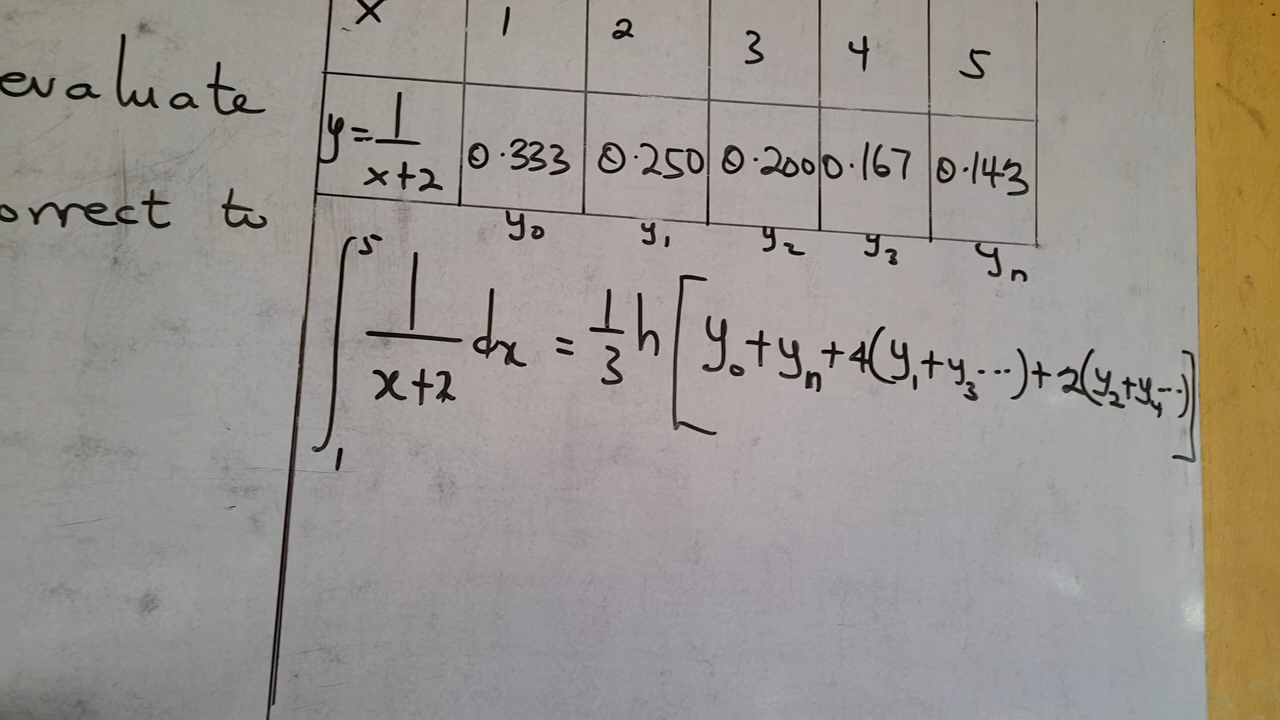 evaluate
orrect to
x 1 2 3 4 5
y=1/(x+2) 0.333 0.250 0.200 0.167 0.143
y₀ y₁ y₂ y₃ yₙ
∫₁⁵ 1/(x+2) dx = 1/3 h [y₀+yₙ+4(y₁+y₃...)+2(y₂+y₄...)]